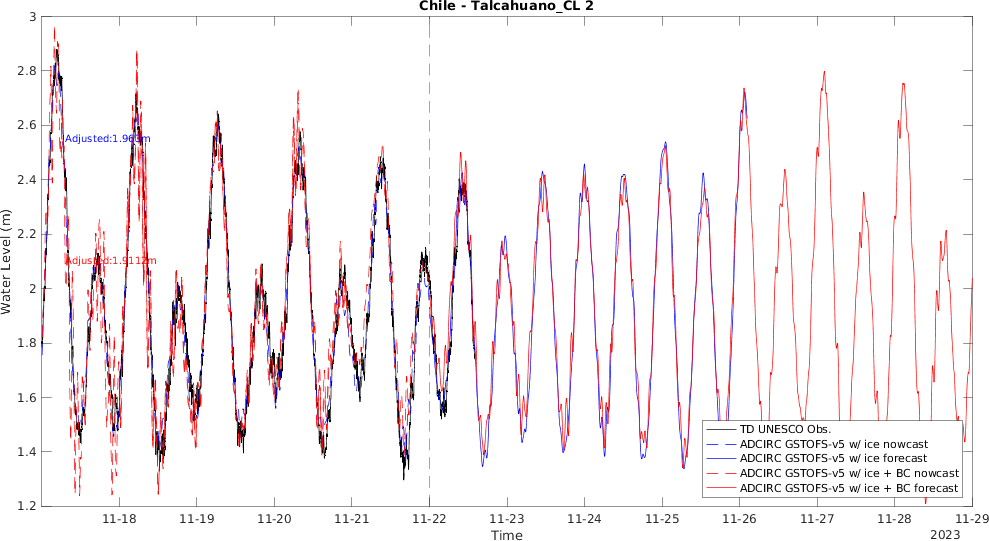 Chile - Talcahuano_CL 2
Water Level (m)
3
2.8
2.6
2.4
2.2
2
1.8
1.6
1.4
1.2
Adjusted:1.9112m
TD UNESCO Obs.
ADCIRC GSTOFS-v5 w/ ice nowcast
ADCIRC GSTOFS-v5 w/ ice forecast
ADCIRC GSTOFS-v5 w/ ice + BC nowcast
ADCIRC GSTOFS-v5 w/ ice + BC forecast
11-18 11-19 11-20 11-21 11-22 11-23 11-24 11-25 11-26 11-27 11-28 11-29
Time
2023